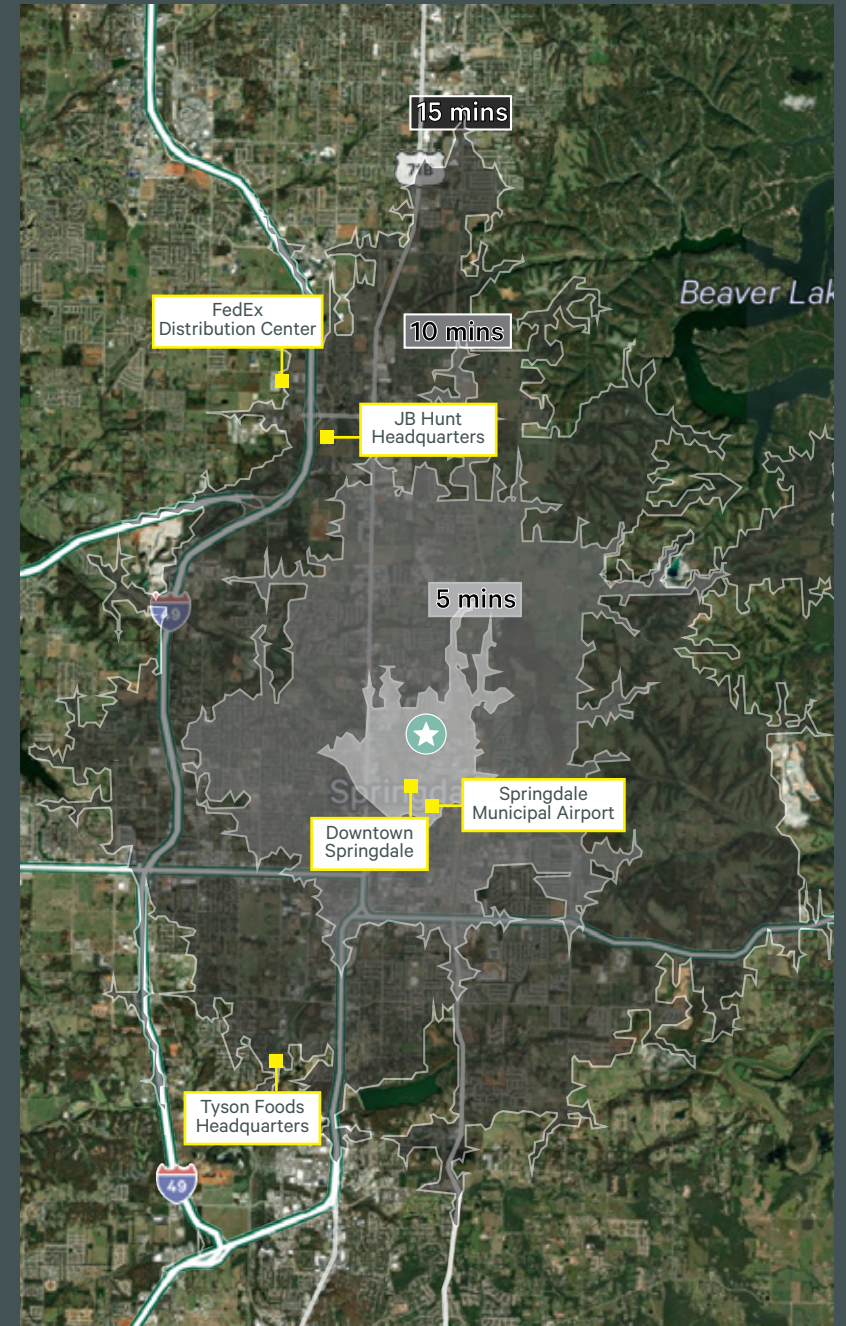 15 mins
71B
Beaver Lak
FedEx
Distribution Center
10 mins
JB Hunt
Headquarters
5 mins
49
Springda
Springdale
Municipal Airport
Downtown
Springdale
Tyson Foods
Headquarters
49